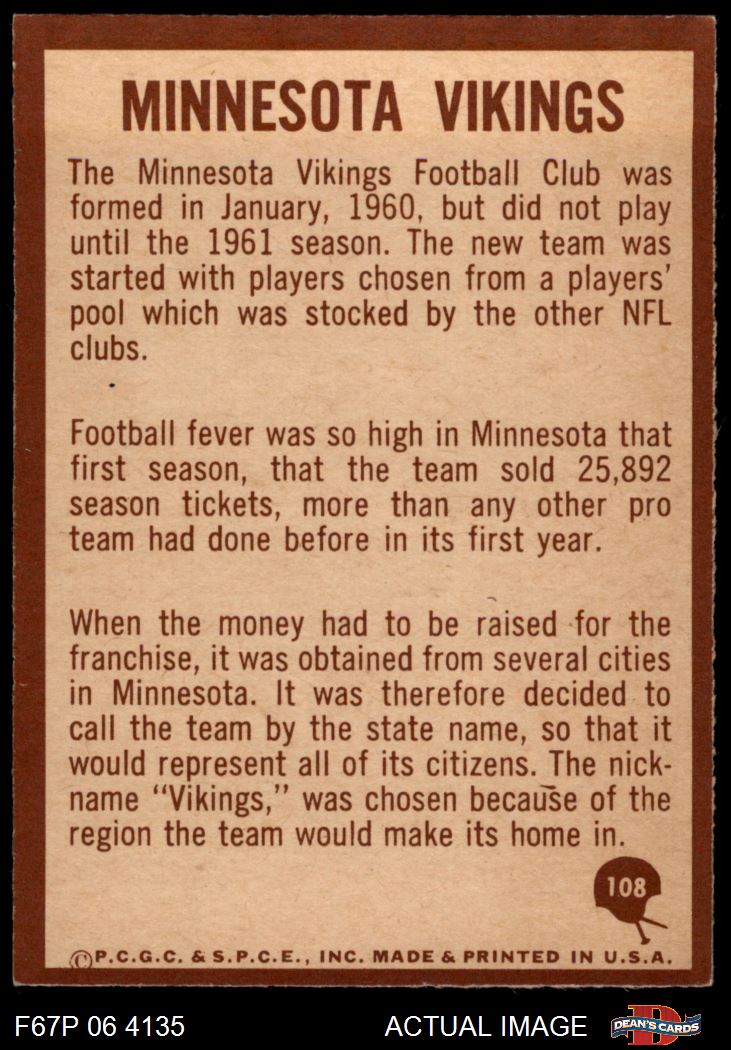 MINNESOTA VIKINGS
The Minnesota Vikings Football Club was
formed in January, 1960, but did not play
until the 1961 season. The new team was
started with players chosen from a players'
pool which was stocked by the other NFL
clubs.
Football fever was so high in Minnesota that
first season, that the team sold 25,892
season tickets, more than any other pro
team had done before in its first year.
When the money had to be raised for the
franchise, it was obtained from several cities
in Minnesota. It was therefore decided to
call the team by the state name, so that it
would represent all of its citizens. The nick-
name "Vikings," was chosen because of the
region the team would make its home in.
108
©P.C.G.C. & S.P.C.E., INC. MADE & PRINTED IN U.S.A.
F67P 06 4135 ACTUAL IMAGE D DEAN'S CARDS